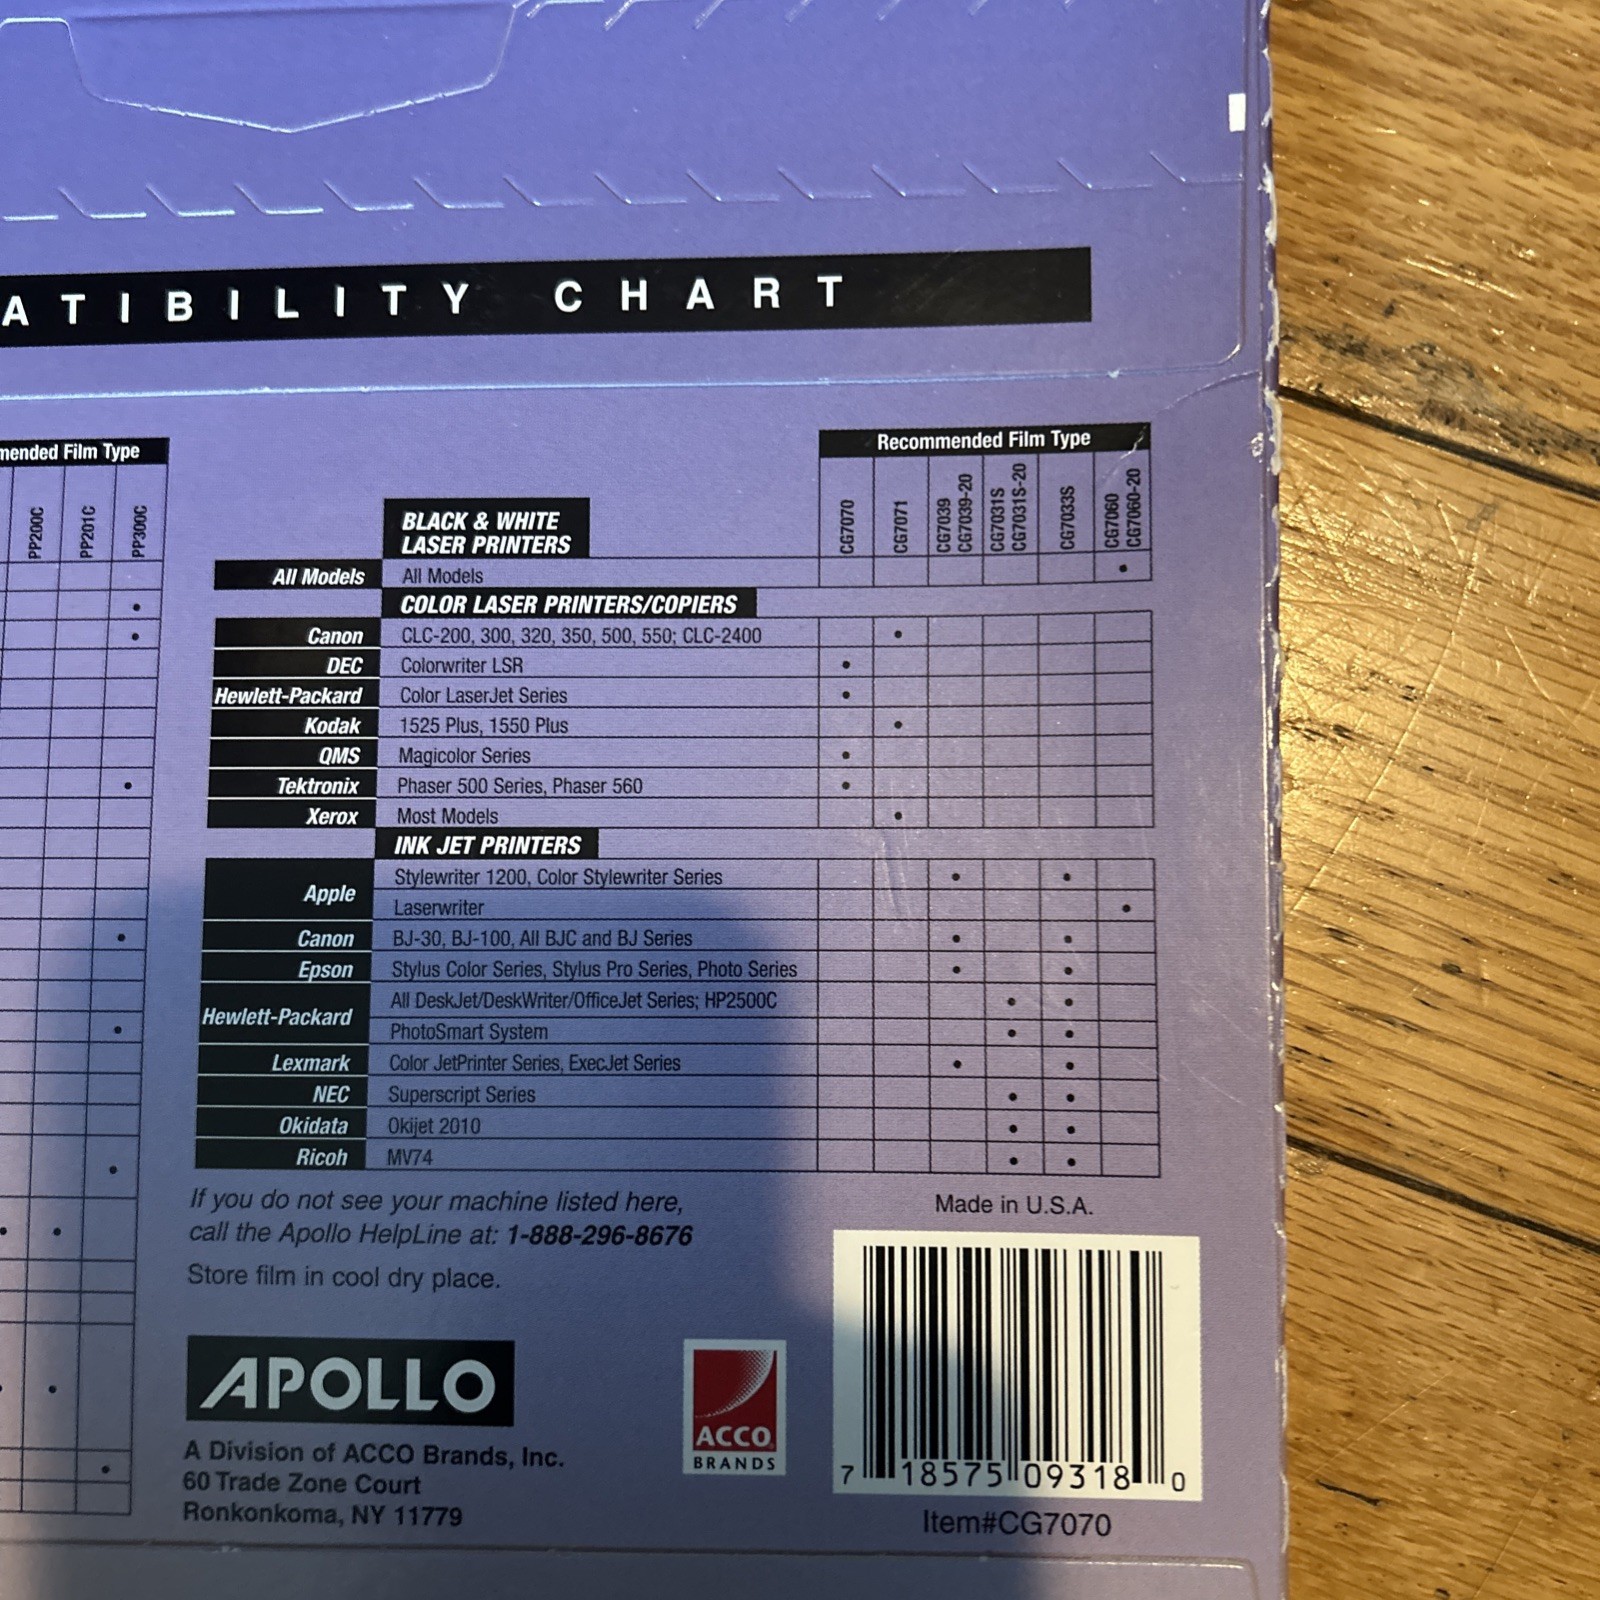 ATIBILITY CHART
mended Film Type
PP200C
PP201C
PP300C
Recommended Film Type
CG7070
CG7071
CG7039
CG7039-20
CG7031S
CG7031S-20
CG7033S
CG7060
CG7060-20
BLACK & WHITE
LASER PRINTERS
All Models All Models •
COLOR LASER PRINTERS/COPIERS
Canon CLC-200, 300, 320, 350, 500, 550; CLC-2400 •
DEC Colorwriter LSR •
Hewlett-Packard Color LaserJet Series •
Kodak 1525 Plus, 1550 Plus •
QMS Magicolor Series •
Tektronix Phaser 500 Series, Phaser 560 •
Xerox Most Models •
INK JET PRINTERS
Apple Stylewriter 1200, Color Stylewriter Series • •
Laserwriter •
Canon BJ-30, BJ-100, All BJC and BJ Series • •
Epson Stylus Color Series, Stylus Pro Series, Photo Series • •
Hewlett-Packard All DeskJet/DeskWriter/OfficeJet Series; HP2500C • •
PhotoSmart System • •
Lexmark Color JetPrinter Series, ExecJet Series • •
NEC Superscript Series • •
Okidata Okijet 2010 • •
Ricoh MV74 • •
If you do not see your machine listed here,
call the Apollo HelpLine at: 1-888-296-8676
Store film in cool dry place.
Made in U.S.A.
APOLLO
A Division of ACCO Brands, Inc.
60 Trade Zone Court
Ronkonkoma, NY 11779
ACCO
BRANDS
7 18575 09318 0
Item#CG7070